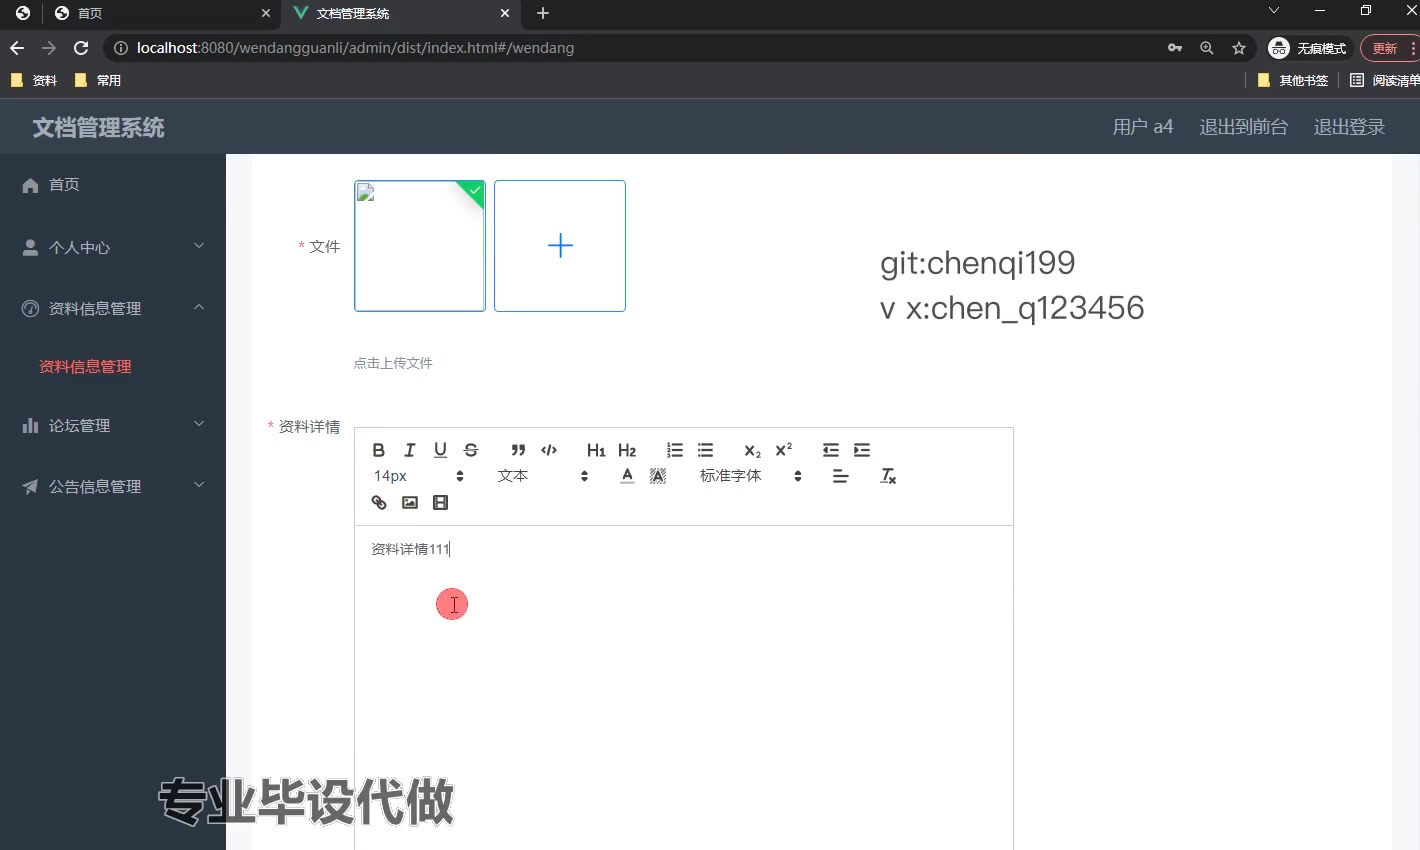 首页
文档管理系统
localhost:8080/wendangguanli/admin/dist/index.html#/wendang
无痕模式
更新
资料
常用
其他书签
阅读清单
文档管理系统
用户 a4
退出到前台
退出登录
首页
个人中心
资料信息管理
资料信息管理
论坛管理
公告信息管理
* 文件
点击上传文件
git:chenqi199
v x:chen_q123456
* 资料详情
B I U S H1 H2 X2 X2
14px
文本
A
A
标准字体
Tx
资料详情111
专业毕设代做